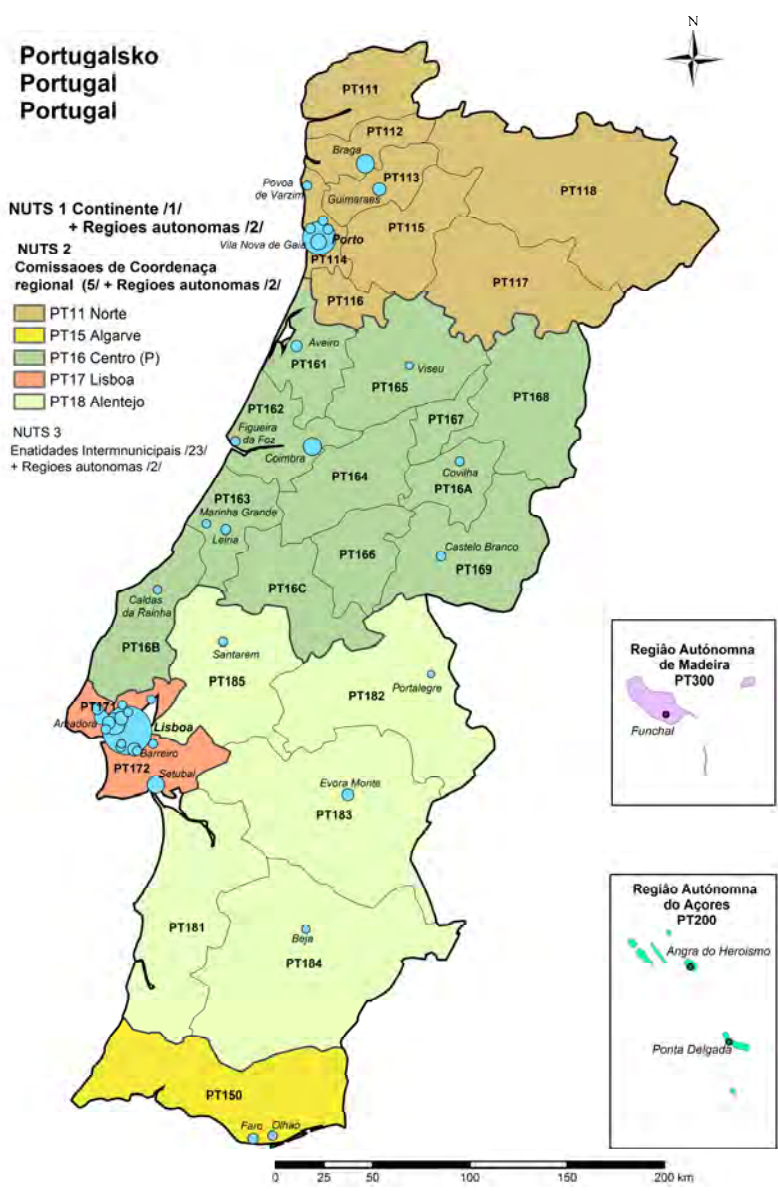 Portugalsko
Portugal
Portugal
N
NUTS 1 Continente /1/
+ Regioes autonomas /2/
NUTS 2
Comissaoes de Coordenaça
regional (5/ + Regioes autonomas /2/
PT11 Norte
PT15 Algarve
PT16 Centro (P)
PT17 Lisboa
PT18 Alentejo
NUTS 3
Enatidades Intermnunicipais /23/
+ Regioes autonomas /2/
PT111
PT112
Braga
PT113
Povoa
de Varzim
Guimaraes
PT118
PT115
Porto
Vila Nova de Gaia
PT114
PT117
PT116
Aveiro
PT161
Viseu
PT165
PT168
PT162
PT167
Figueira
da Foz
Coimbra
PT164
Covilha
PT16A
PT163
Marinha Grande
Leiria
PT166
Castelo Branco
PT169
PT16C
Caldas
da Rainha
PT16B
Santarem
PT185
PT182
Portalegre
PT171
Amadora
Lisboa
Barreiro
PT172
Setubal
Evora Monte
PT183
PT181
Beja
PT184
PT150
Faro
Olhao
Região Autónomna
de Madeira
PT300
Funchal
Região Autónomna
do Açores
PT200
Angra do Heroismo
Ponta Delgada
0 25 50 100 150 200 km